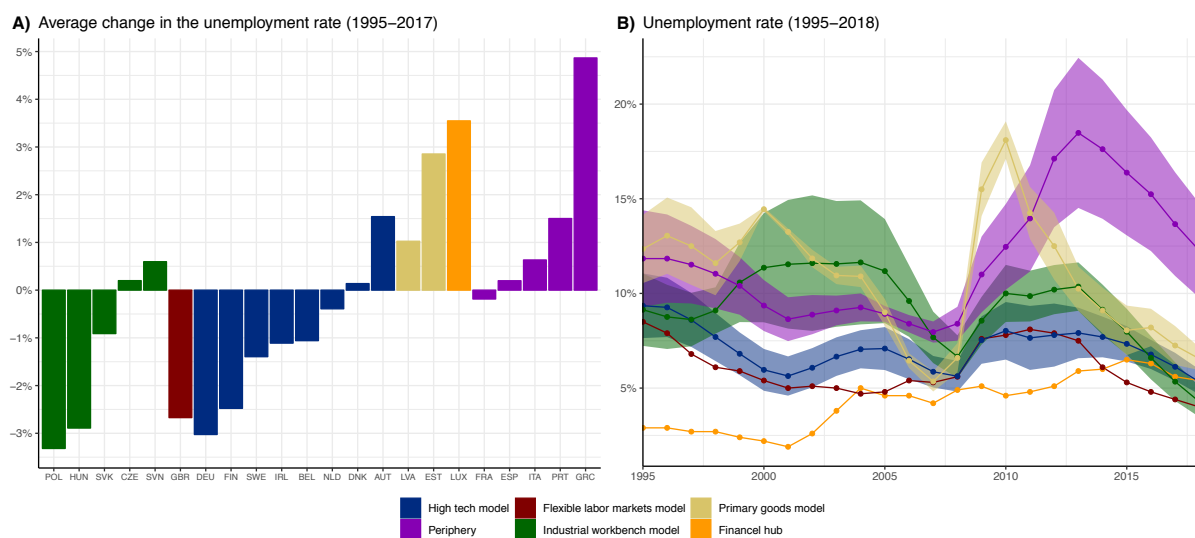 A) Average change in the unemployment rate (1995−2017)
5%
4%
3%
2%
1%
0%
−1%
−2%
−3%
POL HUN SVK CZE SVN GBR DEU FIN SWE IRL BEL NLD DNK AUT LVA EST LUX FRA ESP ITA PRT GRC
B) Unemployment rate (1995−2018)
20%
15%
10%
5%
1995 2000 2005 2010 2015
High tech model Flexible labor markets model Primary goods model
Periphery Industrial workbench model Financel hub